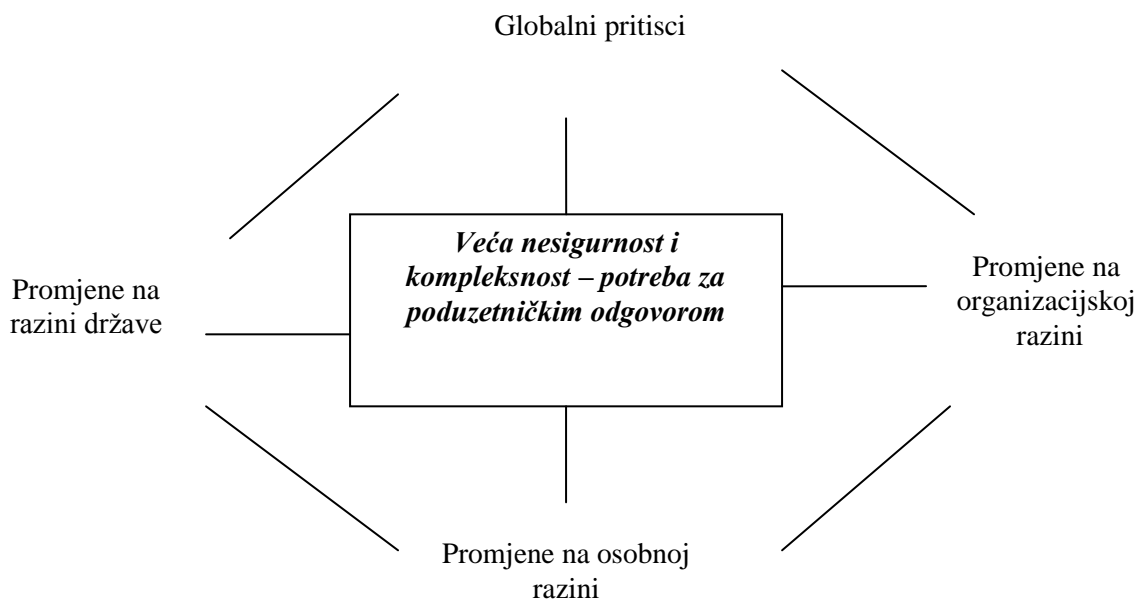 Globalni pritisci
Veća nesigurnost i
kompleksnost – potreba za
poduzetničkim odgovorom
Promjene na
razini države
Promjene na
organizacijskoj
razini
Promjene na osobnoj
razini